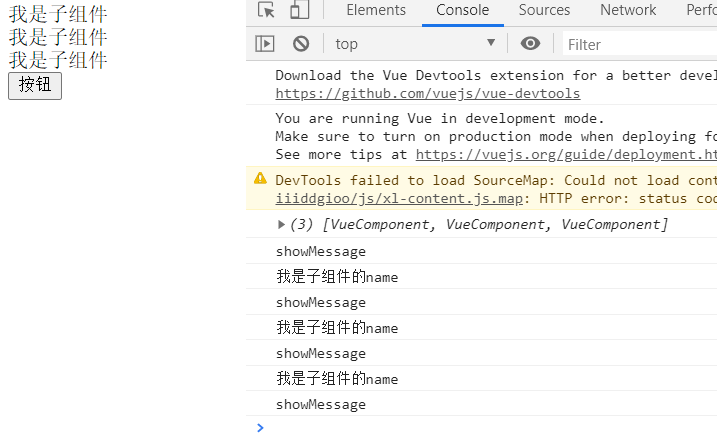 我是子组件
我是子组件
我是子组件
按钮
Elements Console Sources Network
top Filter
Download the Vue Devtools extension for a better
https://github.com/vuejs/vue-devtools
You are running Vue in development mode.
Make sure to turn on production mode when deploying
See more tips at https://vuejs.org/guide/deployment.ht
DevTools failed to load SourceMap: Could not load
iiiddgioo/js/xl-content.js.map: HTTP error: status
(3) [VueComponent, VueComponent, VueComponent]
showMessage
我是子组件的name
showMessage
我是子组件的name
showMessage
我是子组件的name
showMessage